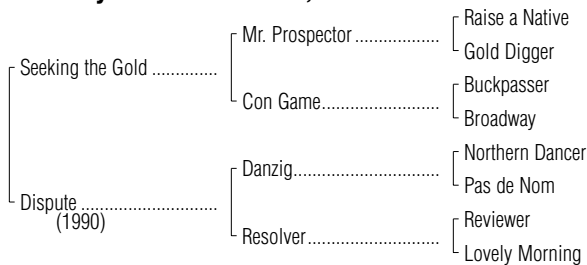 Raise a Native
Mr. Prospector ....................
Gold Digger
Seeking the Gold ..............
Buckpasser
Con Game...........................
Broadway
Northern Dancer
Danzig.................................
Pas de Nom
Dispute .............................
(1990)
Reviewer
Resolver..............................
Lovely Morning